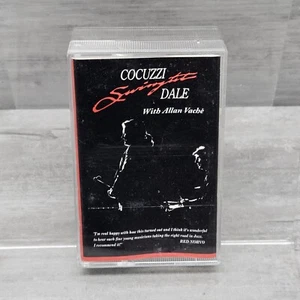 COCUZZI
Swingtet
DALE
With Allan Vaché
"I'm real happy with how this turned out and I think it's wonderful
to hear such fine young musicians taking the right road in Jazz.
I recommend it!"
RED NORVO